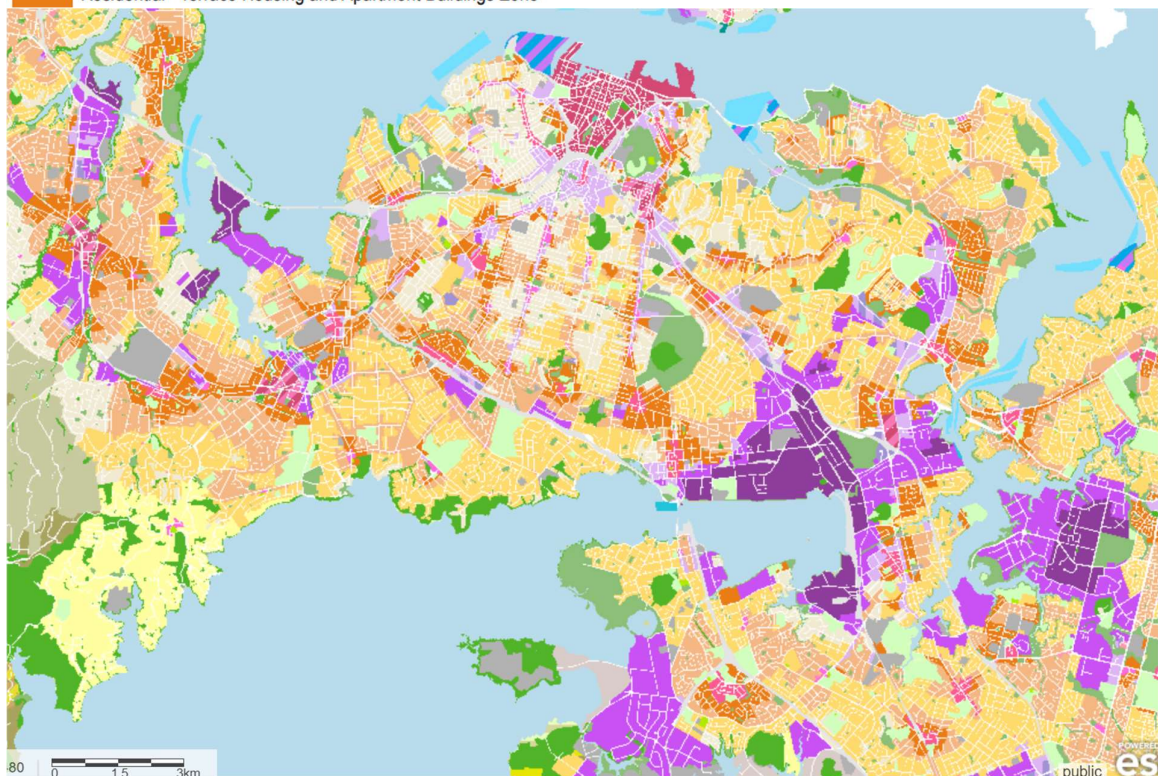 Residential - Terrace Housing and Apartment Buildings Zone
80
0 1.5 3km
public
POWERED
es